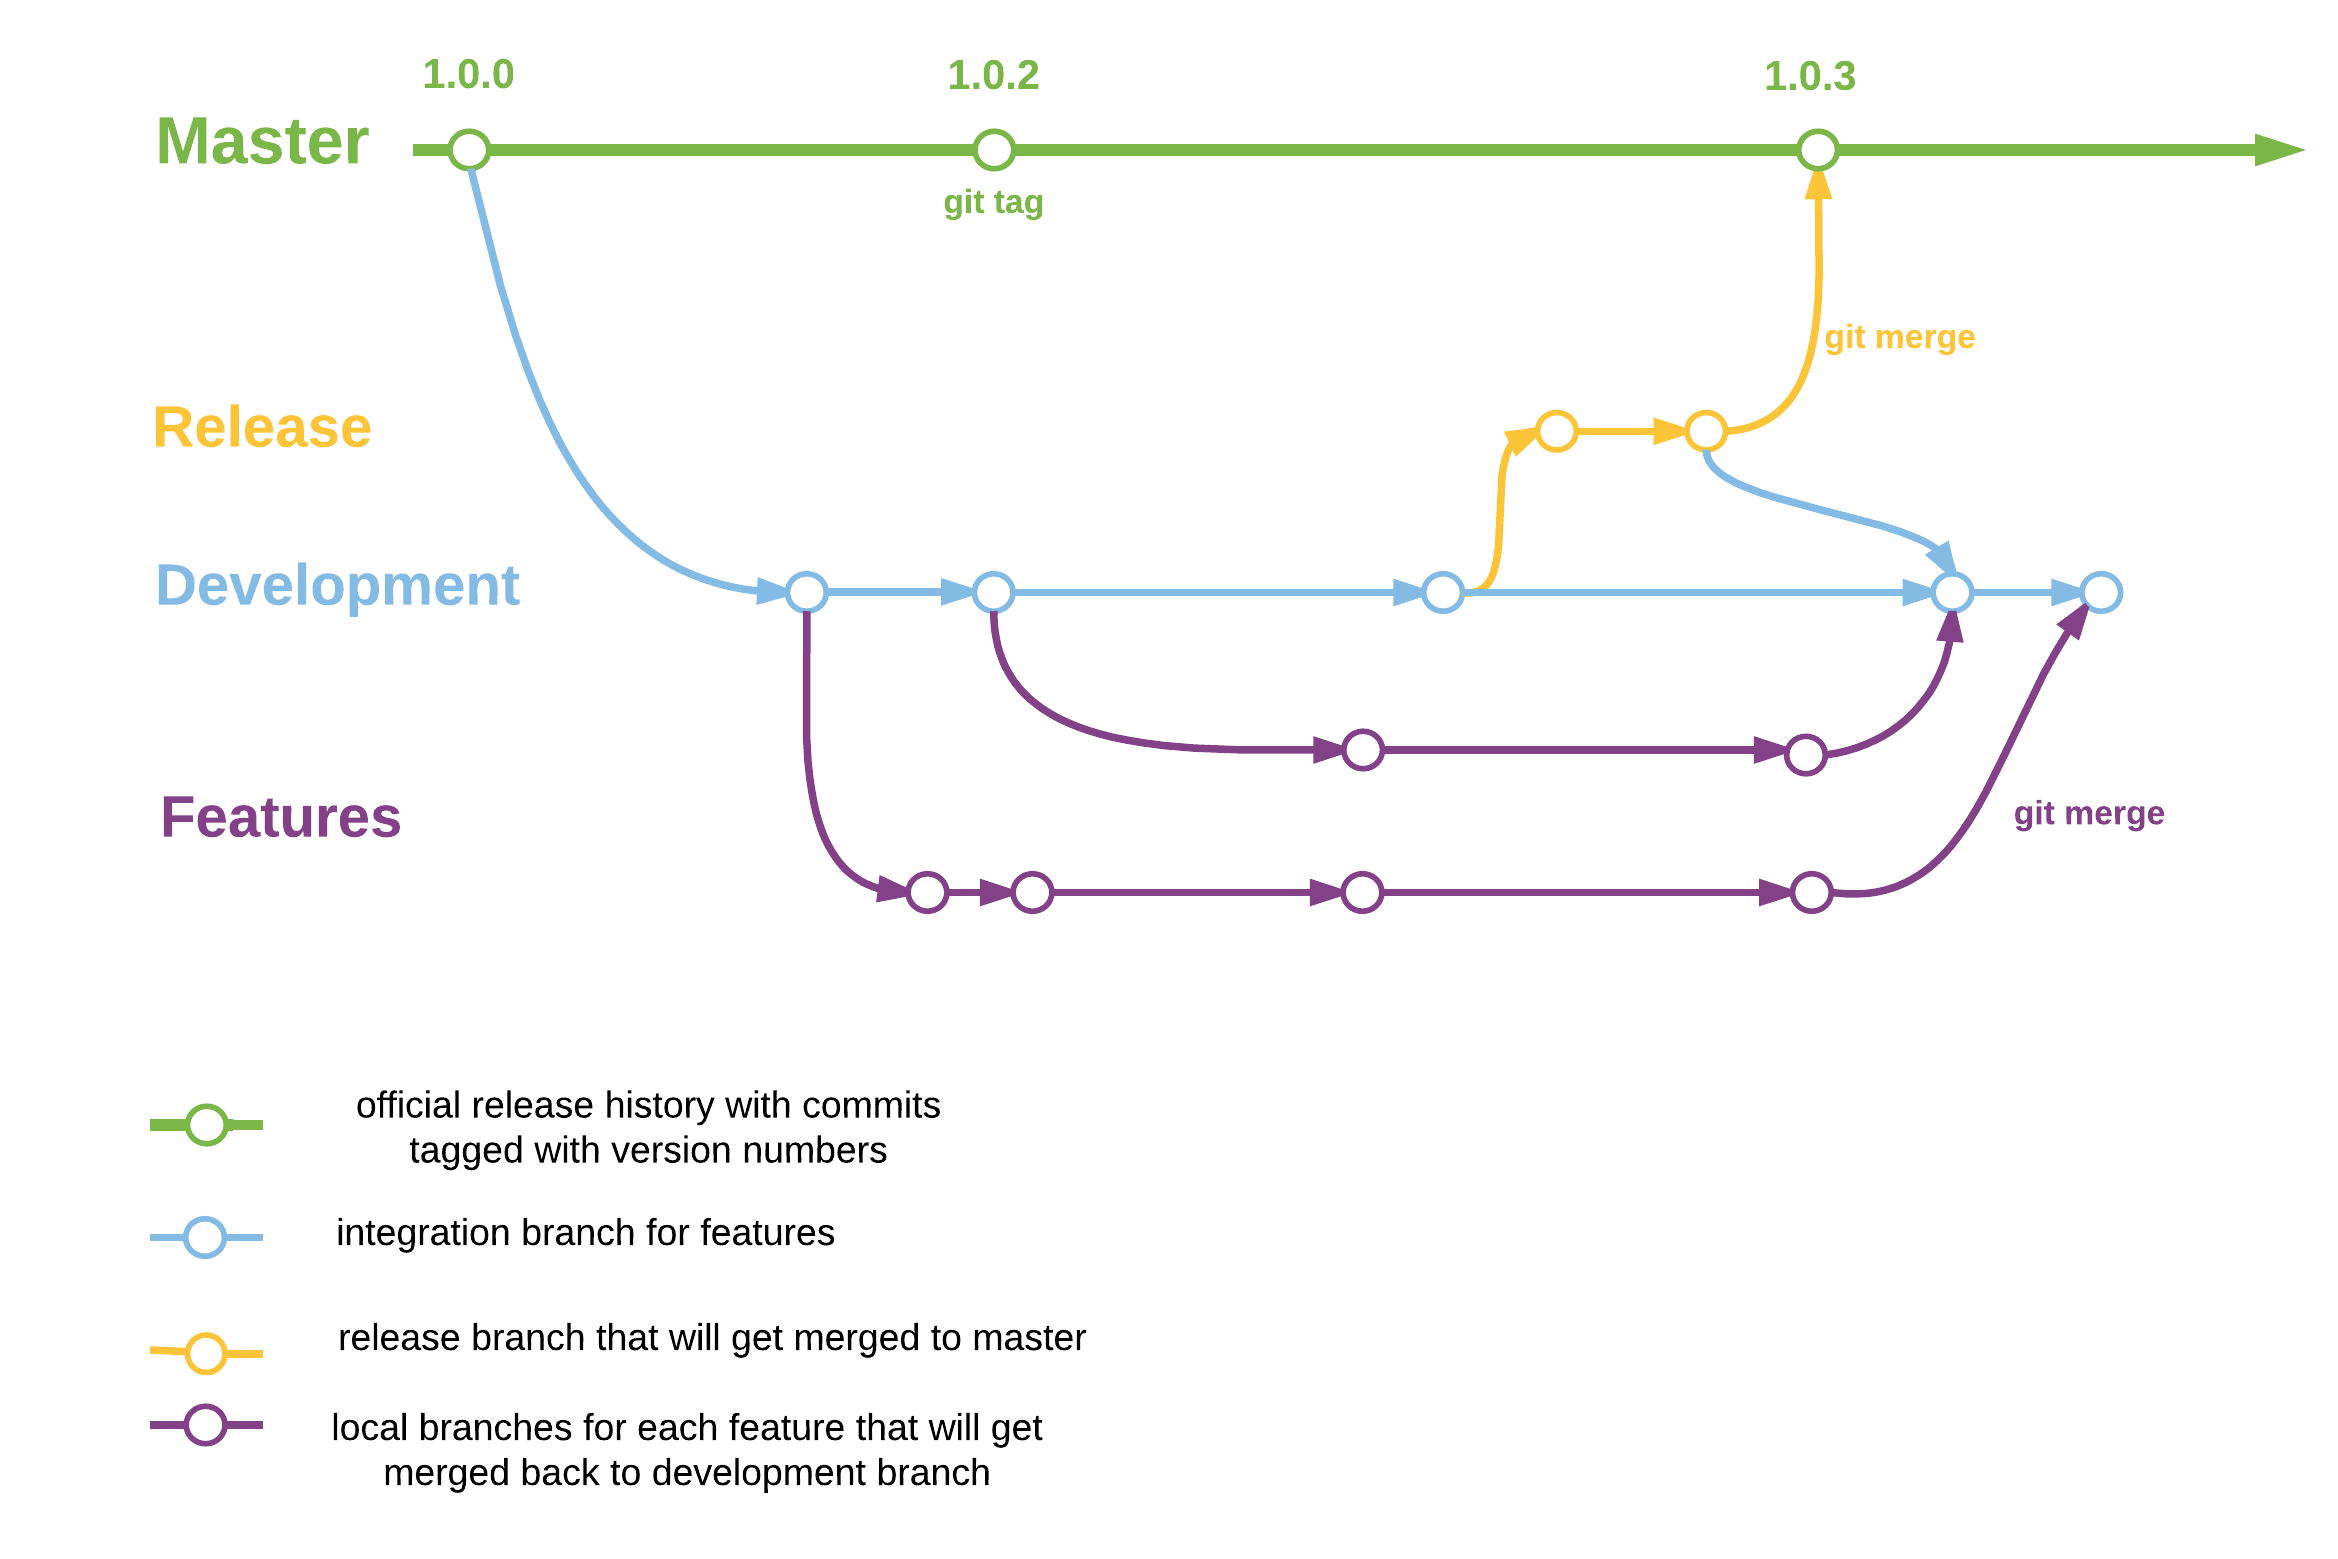 1.0.0
1.0.2
1.0.3
Master
git tag
git merge
Release
Development
Features
git merge
official release history with commits
tagged with version numbers
integration branch for features
release branch that will get merged to master
local branches for each feature that will get
merged back to development branch